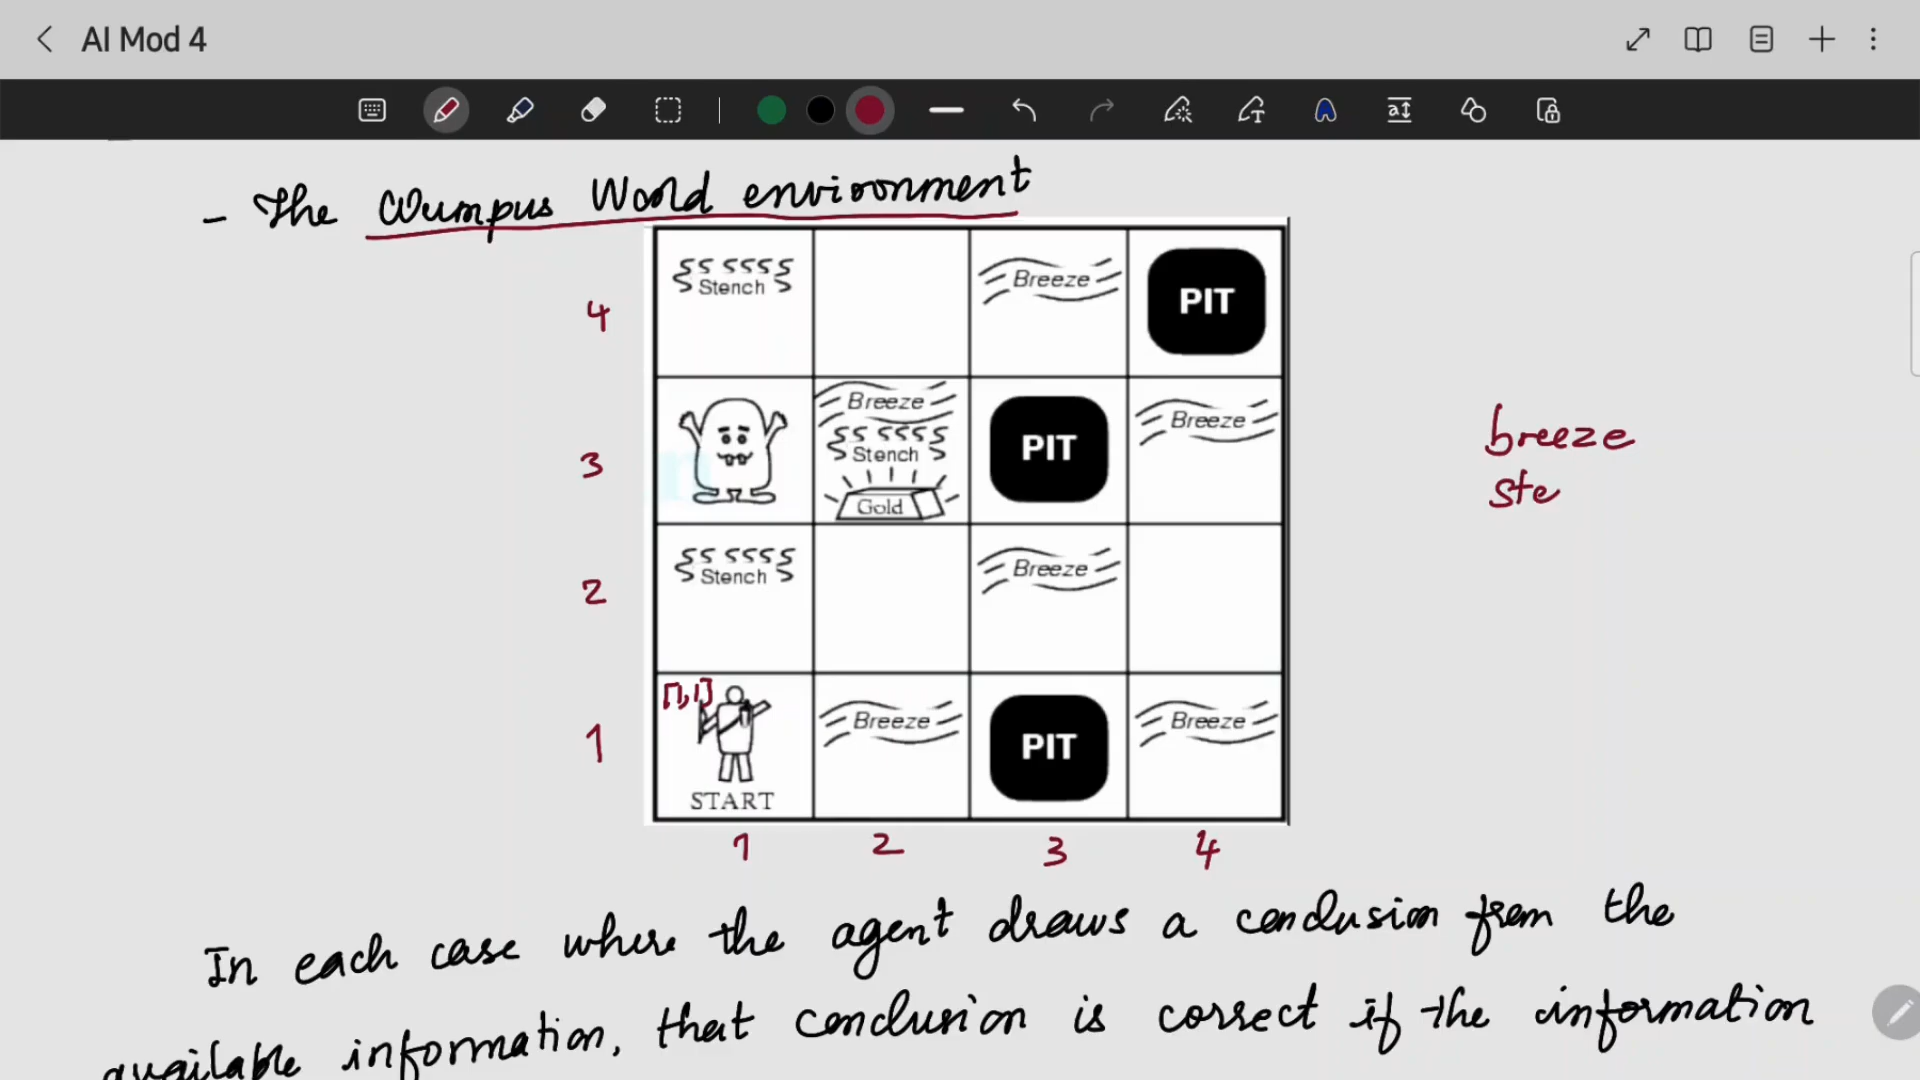 AI Mod 4
- The Wumpus World environment
4
Stench
Breeze
PIT
3
Breeze
Stench
Gold
PIT
Breeze
breeze
ste
2
Stench
Breeze
1
[1,1]
START
Breeze
PIT
Breeze
1 2 3 4
In each case where the agent draws a conclusion from the
available information, that conclusion is correct if the information